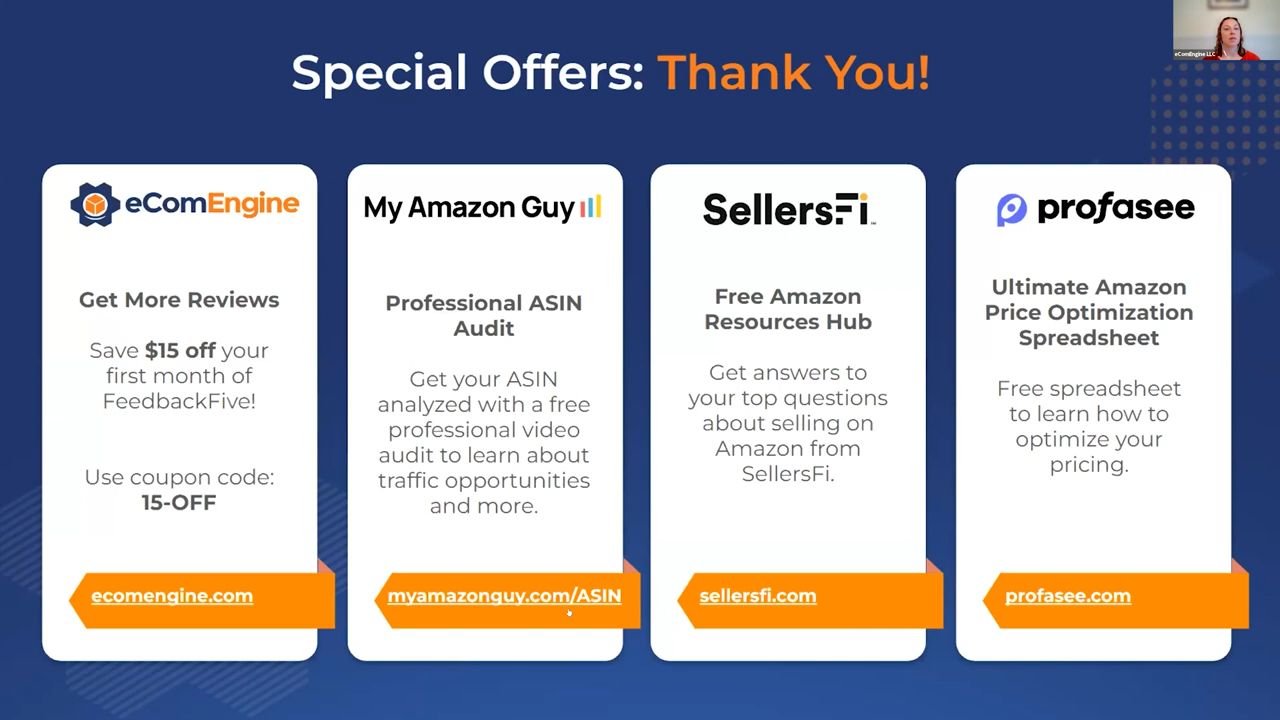 eComEngine LLC
Special Offers: Thank You!
eComEngine
Get More Reviews
Save $15 off your
first month of
FeedbackFive!
Use coupon code:
15-OFF
ecomengine.com
My Amazon Guy
Professional ASIN
Audit
Get your ASIN
analyzed with a free
professional video
audit to learn about
traffic opportunities
and more.
myamazonguy.com/ASIN
SellersFi
Free Amazon
Resources Hub
Get answers to
your top questions
about selling on
Amazon from
SellersFi.
sellersfi.com
profasee
Ultimate Amazon
Price Optimization
Spreadsheet
Free spreadsheet
to learn how to
optimize your
pricing.
profasee.com